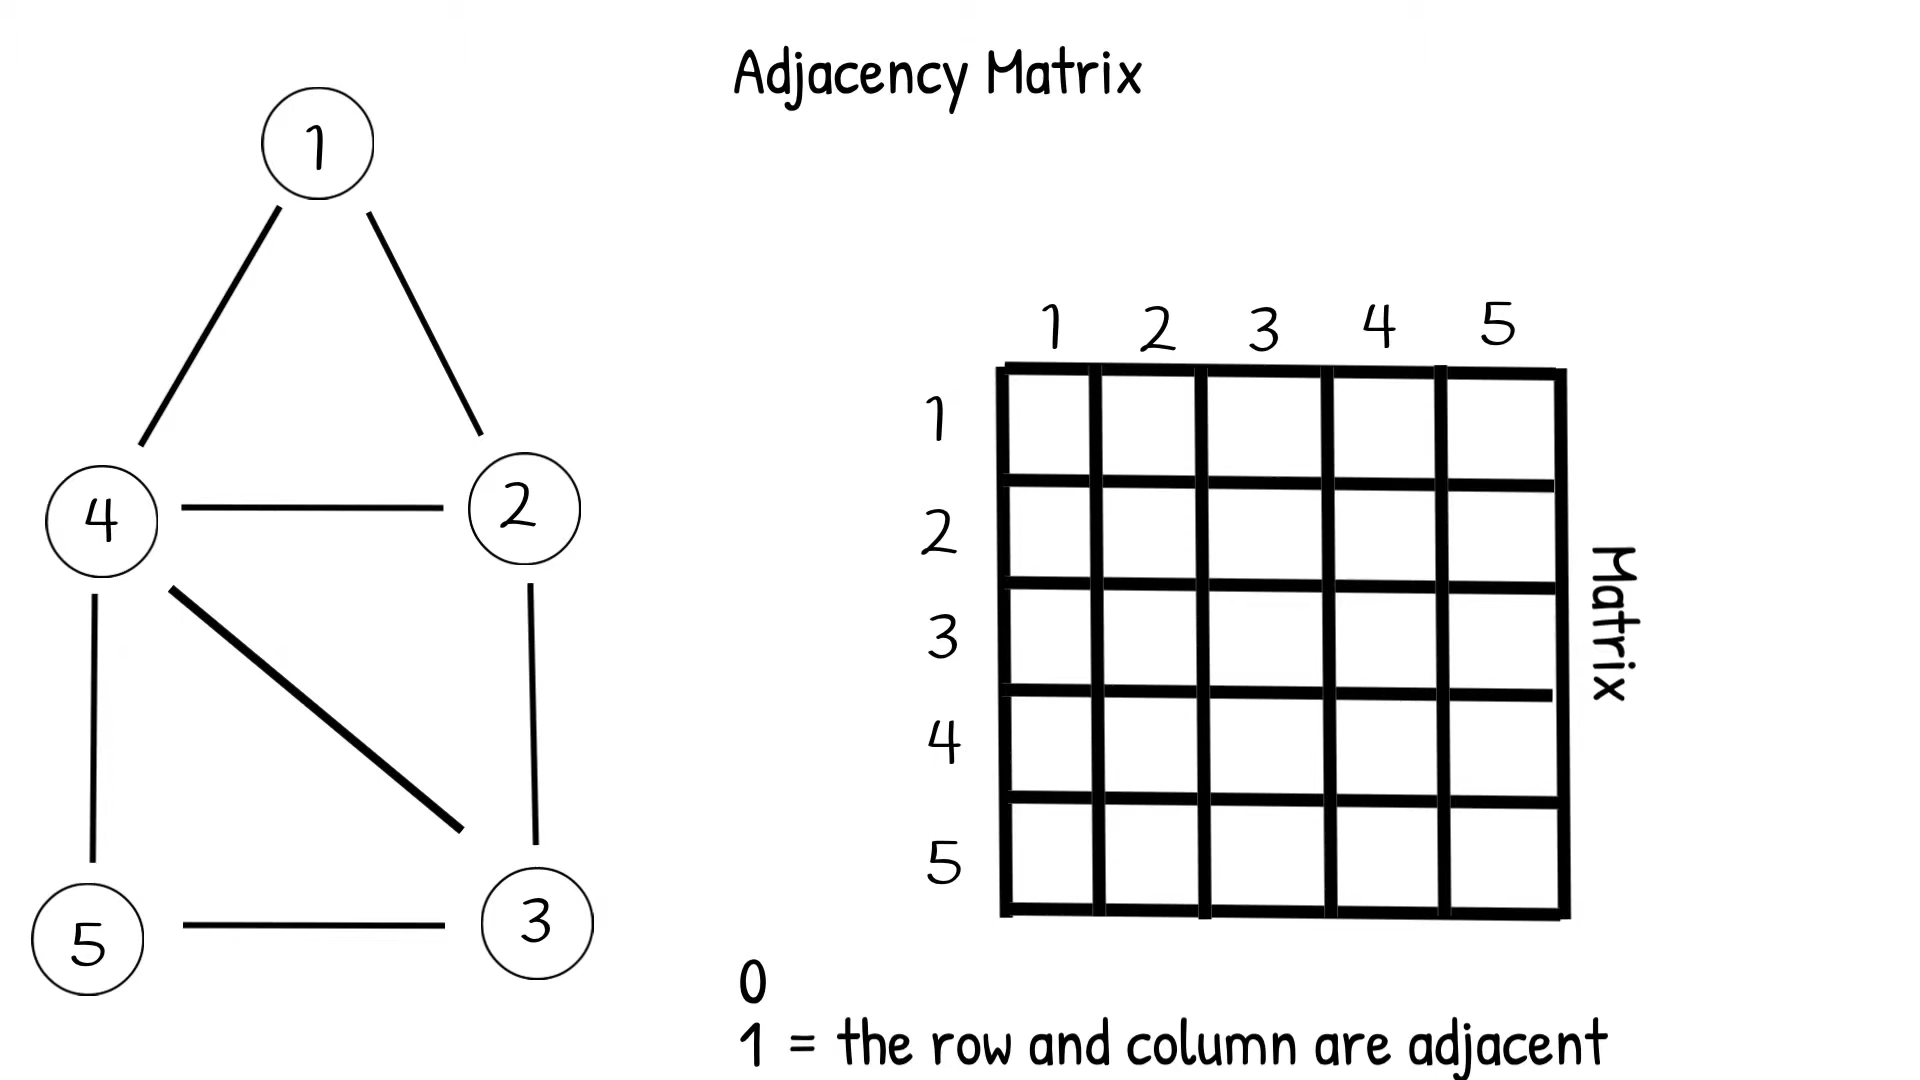 Adjacency Matrix
1
4 2
5 3
1 2 3 4 5
1
2
3
4
5
Matrix
0
1 = the row and column are adjacent